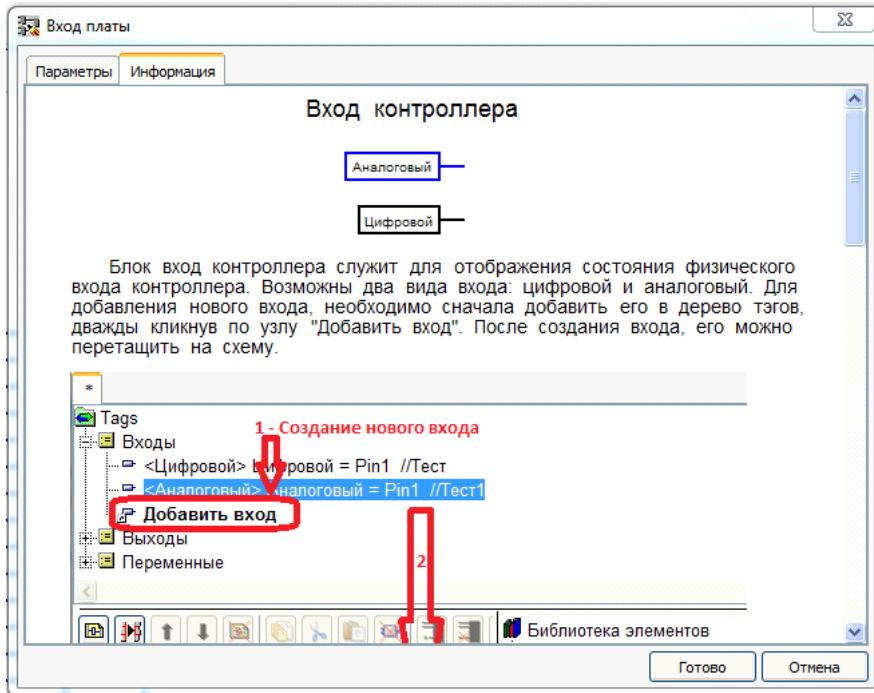 Вход платы
Параметры Информация
Вход контроллера
Аналоговый
Цифровой
Блок вход контроллера служит для отображения состояния физического
входа контроллера. Возможны два вида входа: цифровой и аналоговый. Для
добавления нового входа, необходимо сначала добавить его в дерево тэгов,
дважды кликнув по узлу "Добавить вход". После создания входа, его можно
перетащить на схему.
*
Tags
1 - Создание нового входа
Входы
<Цифровой> Цифровой = Pin1 //Тест
<Аналоговый> Аналоговый = Pin1 //Тест1
Добавить вход
Выходы
Переменные
2
Библиотека элементов
Готово Отмена